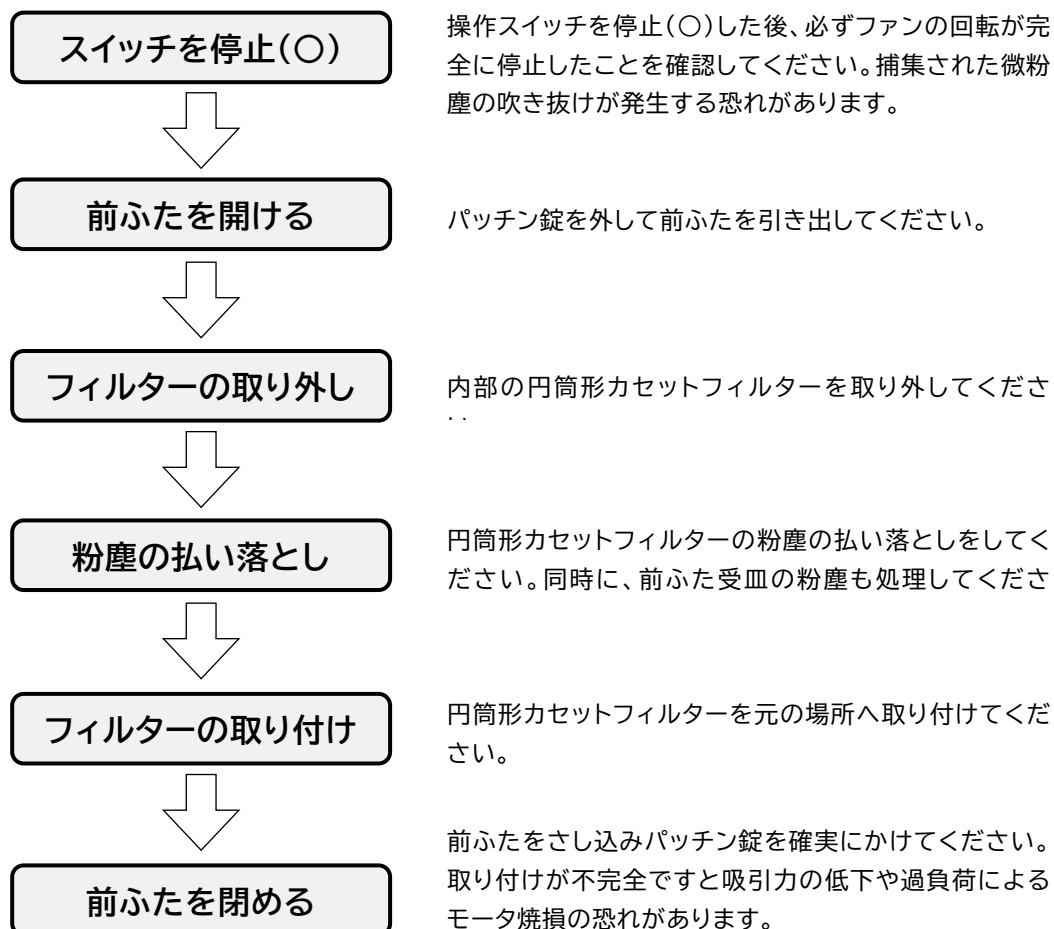 スイッチを停止(〇)
操作スイッチを停止(〇)した後、必ずファンの回転が完
全に停止したことを確認してください。捕集された微粉
塵の吹き抜けが発生する恐れがあります。
前ふたを開ける
パッチン錠を外して前ふたを引き出してください。
フィルターの取り外し
内部の円筒形カセットフィルターを取り外してくださ
粉塵の払い落とし
円筒形カセットフィルターの粉塵の払い落としをしてく
ださい。同時に、前ふた受皿の粉塵も処理してくださ
フィルターの取り付け
円筒形カセットフィルターを元の場所へ取り付けてくだ
さい。
前ふたを閉める
前ふたをさし込みパッチン錠を確実にかけてください。
取り付けが不完全ですと吸引力の低下や過負荷による
モータ焼損の恐れがあります。